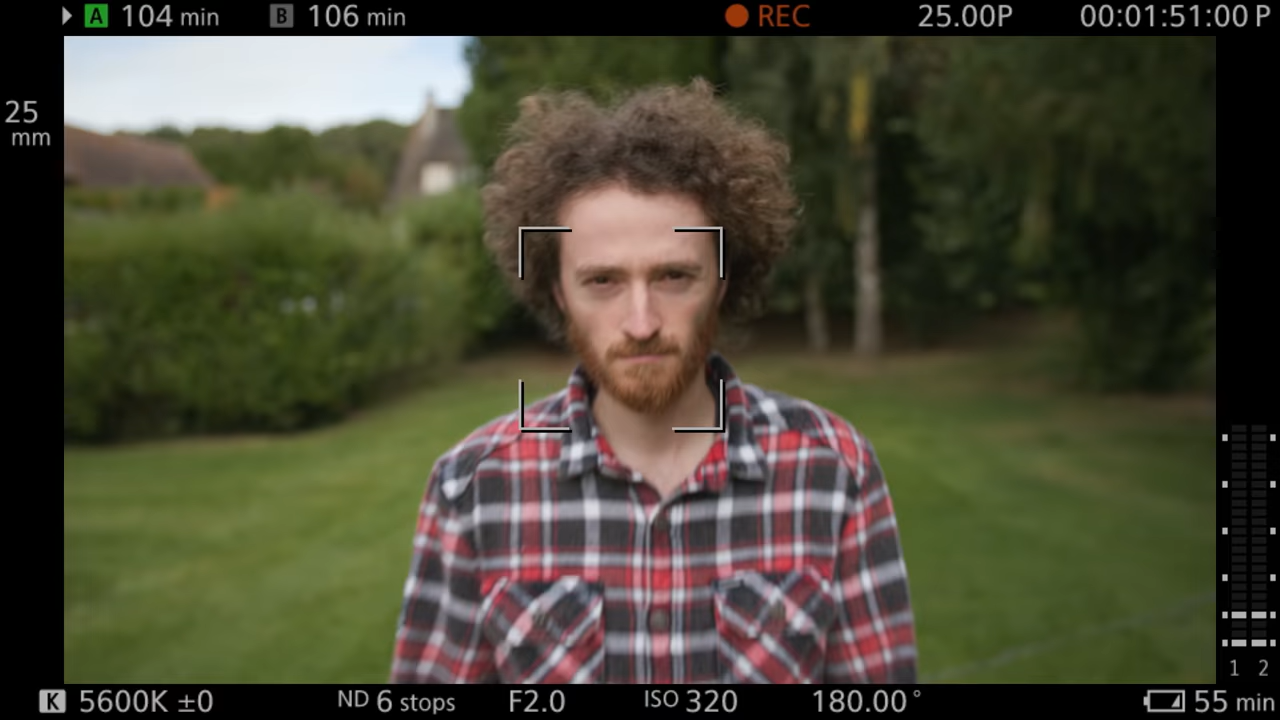 A 104 min B 106 min REC 25.00P 00:01:51:00 P
25
mm
1 2
K 5600K ±0 ND 6 stops F2.0 ISO 320 180.00° 55 min